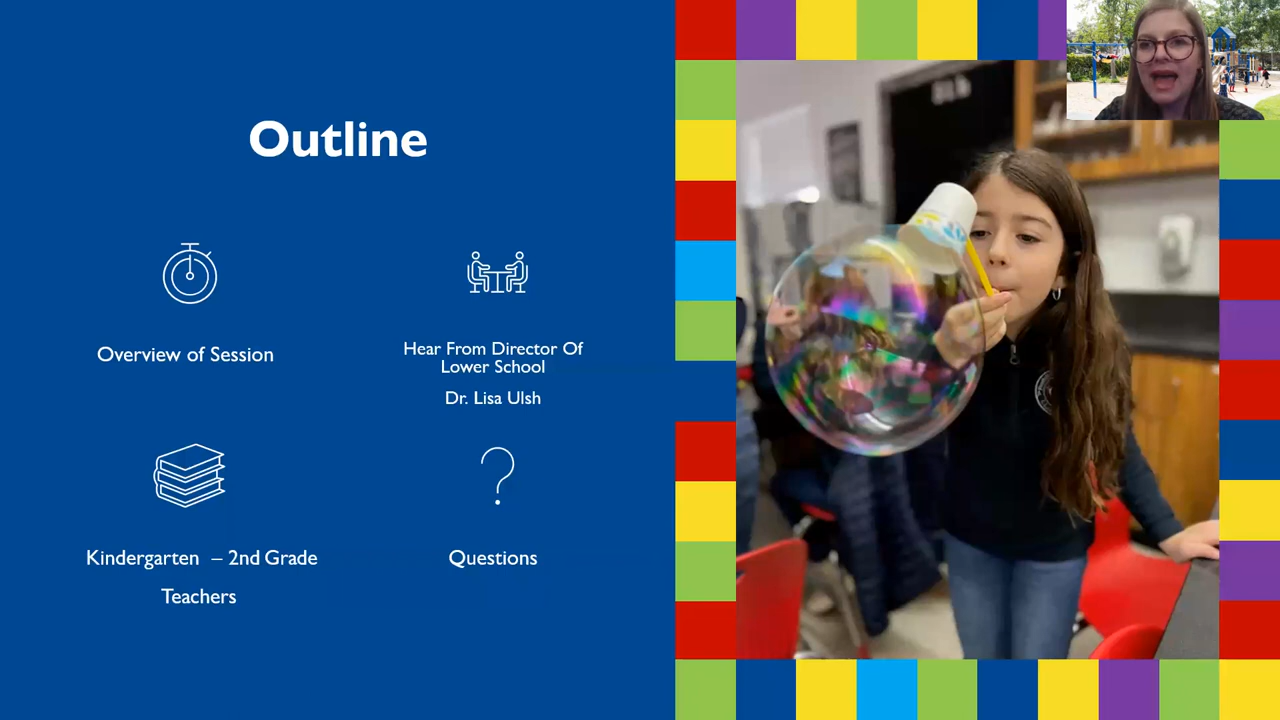 Outline
Overview of Session
Hear From Director Of
Lower School
Dr. Lisa Ulsh
Kindergarten – 2nd Grade
Teachers
Questions